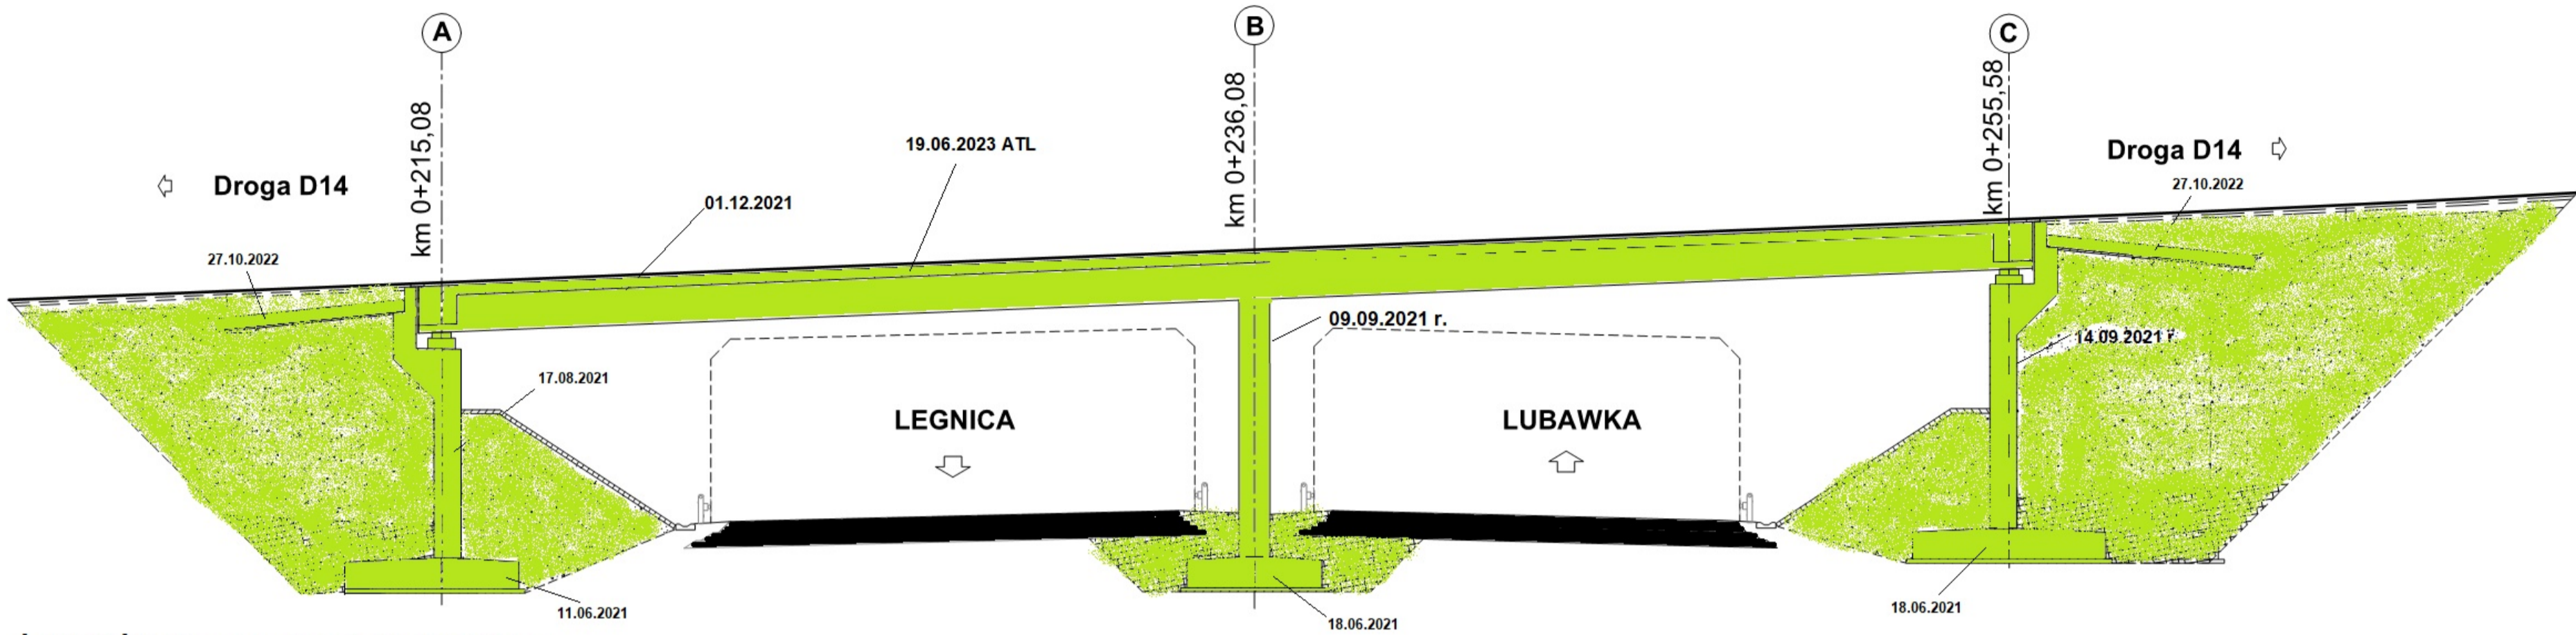 A
B
C
km 0+215,08
km 0+236,08
km 0+255,58
19.06.2023 ATL
Droga D14
Droga D14
27.10.2022
01.12.2021
27.10.2022
09.09.2021 r.
14.09.2021 r
17.08.2021
LEGNICA
LUBAWKA
11.06.2021
18.06.2021
18.06.2021